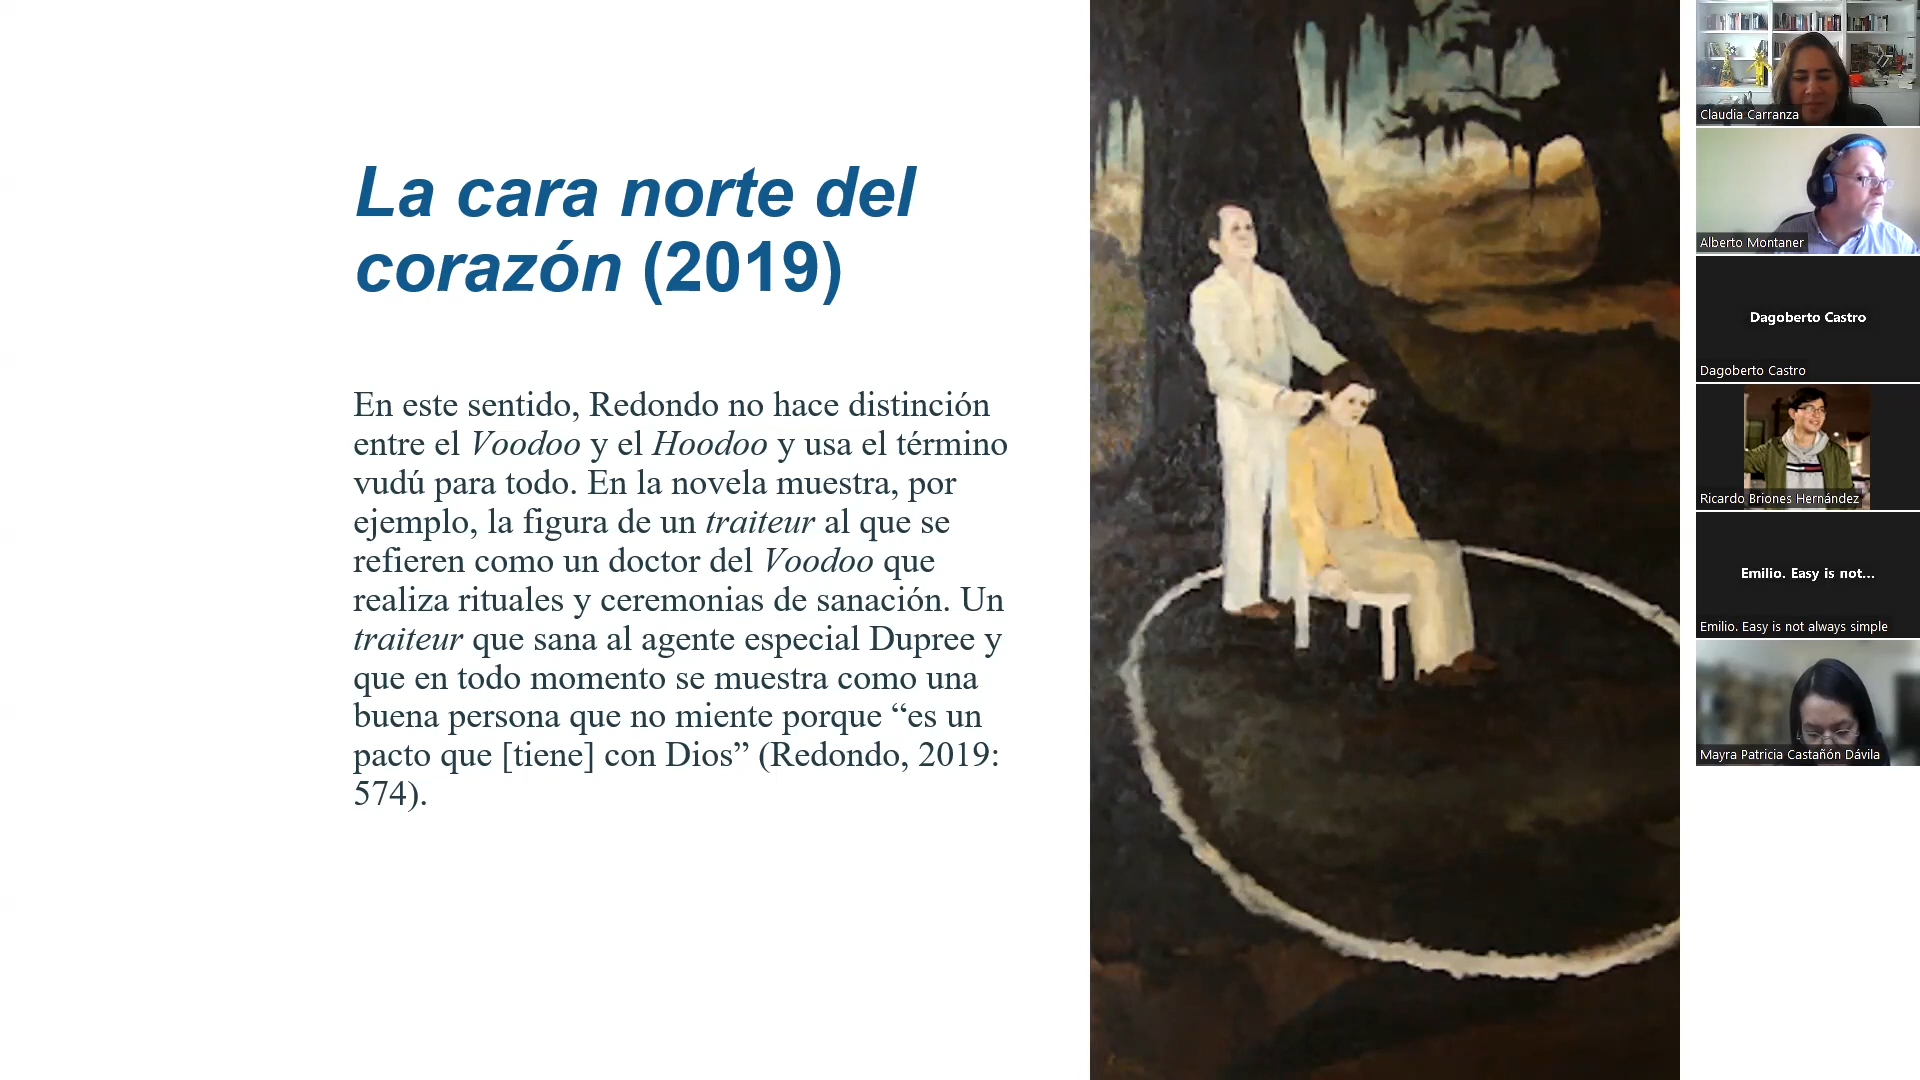 La cara norte del
corazón (2019)
En este sentido, Redondo no hace distinción
entre el Voodoo y el Hoodoo y usa el término
vudú para todo. En la novela muestra, por
ejemplo, la figura de un traiteur al que se
refieren como un doctor del Voodoo que
realiza rituales y ceremonias de sanación. Un
traiteur que sana al agente especial Dupree y
que en todo momento se muestra como una
buena persona que no miente porque “es un
pacto que [tiene] con Dios” (Redondo, 2019:
574).
Claudia Carranza
Alberto Montaner
Dagoberto Castro
Dagoberto Castro
Ricardo Briones Hernández
Emilio. Easy is not...
Emilio. Easy is not always simple
Mayra Patricia Castañón Dávila